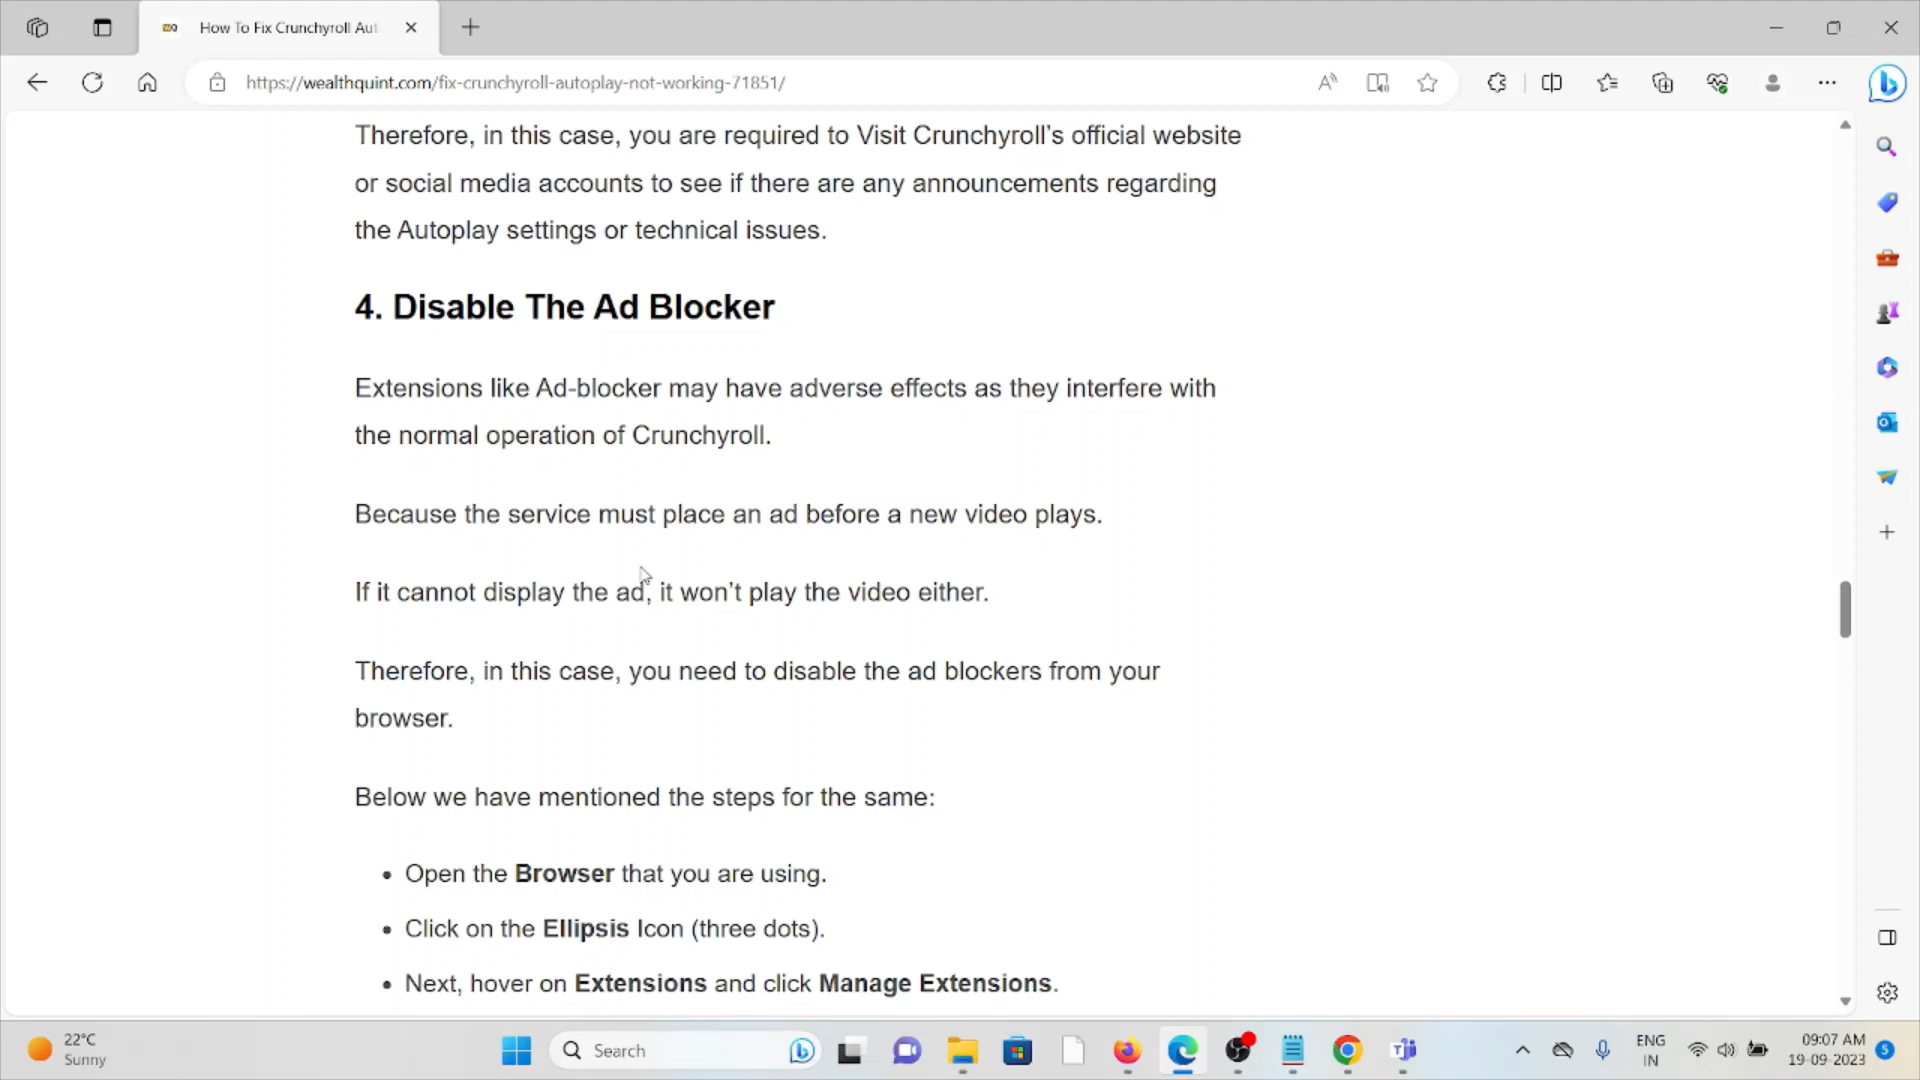 How To Fix Crunchyroll Aut
https://wealthquint.com/fix-crunchyroll-autoplay-not-working-71851/
Therefore, in this case, you are required to Visit Crunchyroll’s official website
or social media accounts to see if there are any announcements regarding
the Autoplay settings or technical issues.
4. Disable The Ad Blocker
Extensions like Ad-blocker may have adverse effects as they interfere with
the normal operation of Crunchyroll.
Because the service must place an ad before a new video plays.
If it cannot display the ad, it won’t play the video either.
Therefore, in this case, you need to disable the ad blockers from your
browser.
Below we have mentioned the steps for the same:
• Open the Browser that you are using.
• Click on the Ellipsis Icon (three dots).
• Next, hover on Extensions and click Manage Extensions.
22°C
Sunny
Search
ENG
IN
09:07 AM
19-09-2023
5